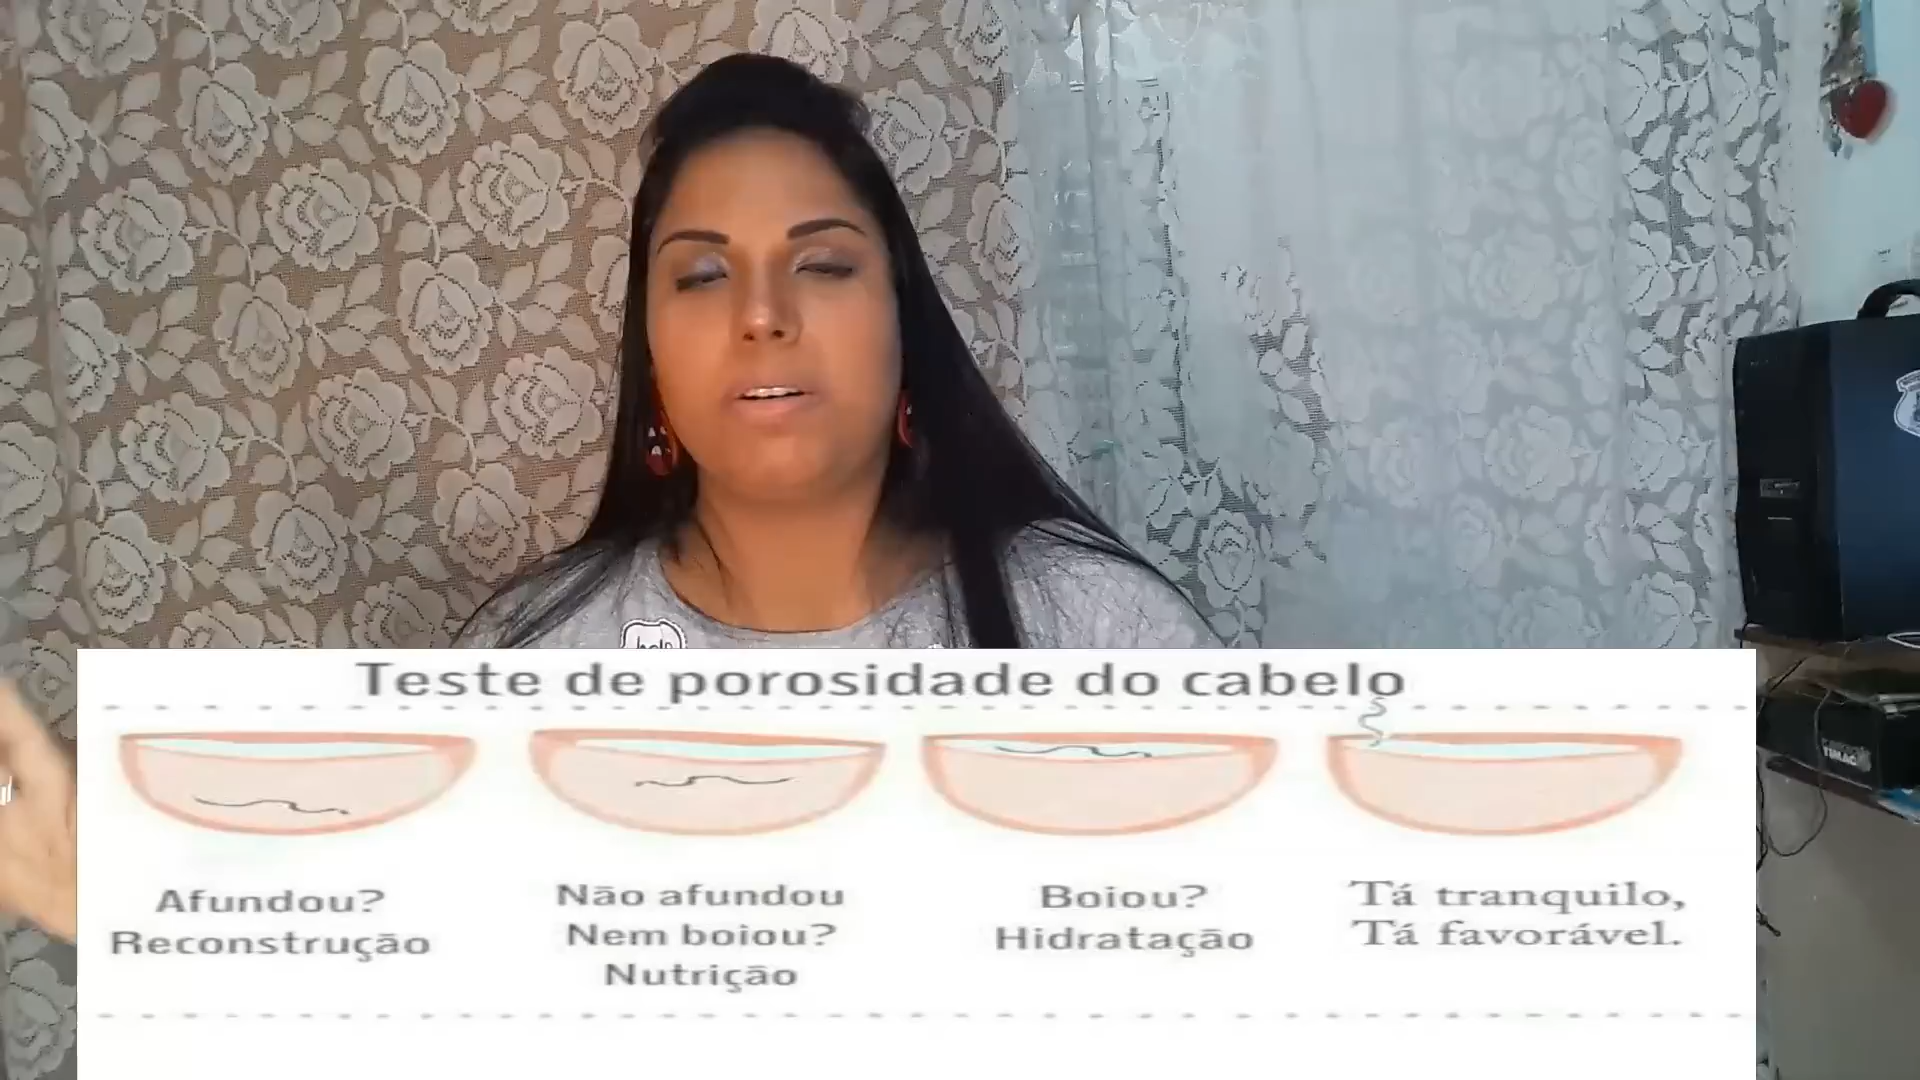 Teste de porosidade do cabelo
Afundou?
Reconstrução
Não afundou
Nem boiou?
Nutrição
Boiou?
Hidratação
Tá tranquilo,
Tá favorável.